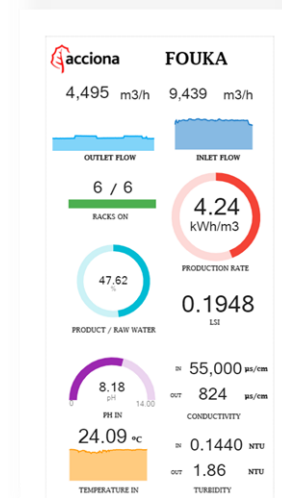 acciona FOUKA
4,495 m3/h 9,439 m3/h
OUTLET FLOW INLET FLOW
6 / 6
RACKS ON
4.24
kWh/m3
PRODUCTION RATE
47.62
%
PRODUCT / RAW WATER
0.1948
LSI
8.18
pH
0 14.00
PH IN
IN 55,000 µs/cm
OUT 824 µs/cm
CONDUCTIVITY
24.09 ºC
TEMPERATURE IN
IN 0.1440 NTU
OUT 1.86 NTU
TURBIDITY